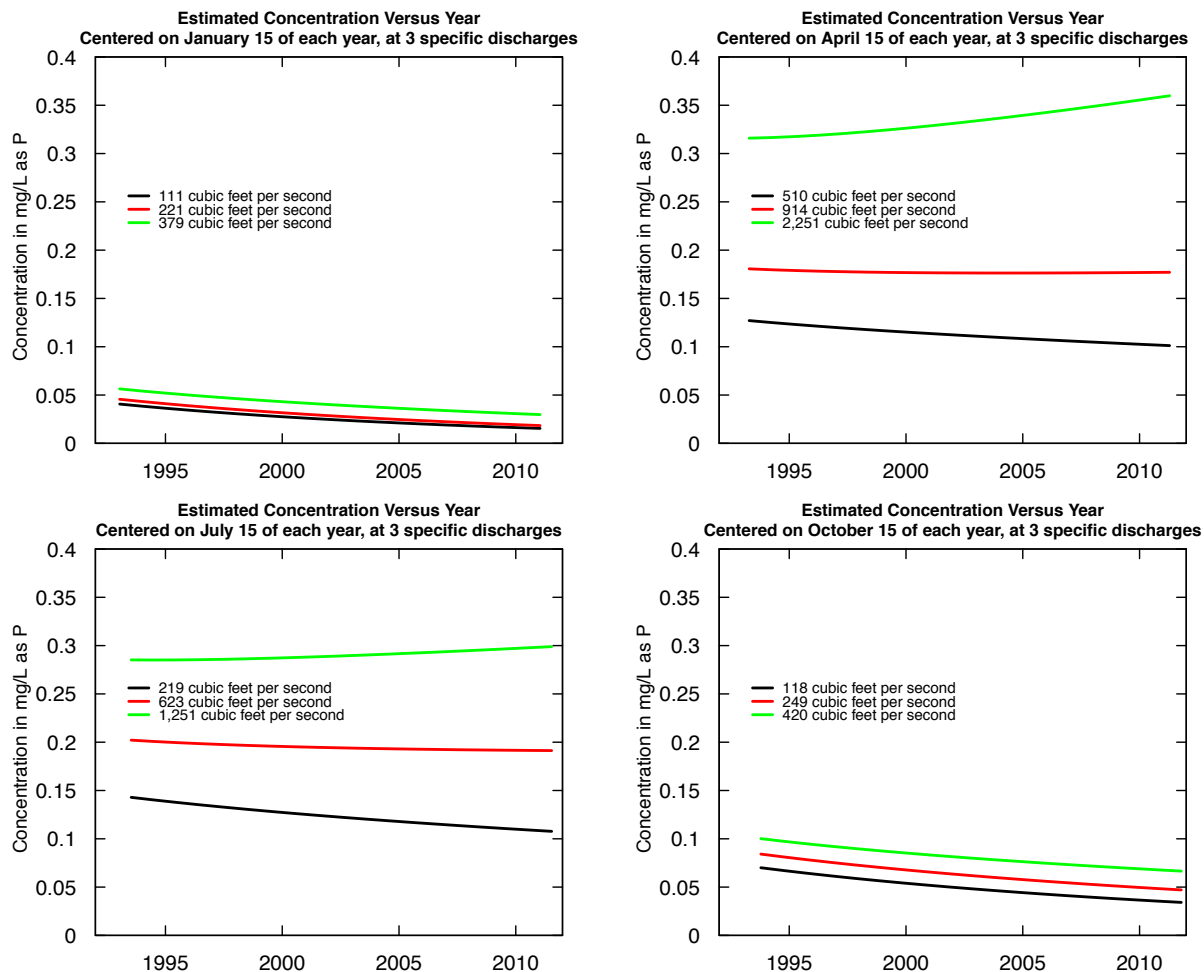 Estimated Concentration Versus Year
Centered on January 15 of each year, at 3 specific discharges
Concentration in mg/L as P
0.4
0.35
0.3
0.25
0.2
0.15
0.1
0.05
0
111 cubic feet per second
221 cubic feet per second
379 cubic feet per second
1995 2000 2005 2010
Estimated Concentration Versus Year
Centered on April 15 of each year, at 3 specific discharges
Concentration in mg/L as P
0.4
0.35
0.3
0.25
0.2
0.15
0.1
0.05
0
510 cubic feet per second
914 cubic feet per second
2,251 cubic feet per second
1995 2000 2005 2010
Estimated Concentration Versus Year
Centered on July 15 of each year, at 3 specific discharges
Concentration in mg/L as P
0.4
0.35
0.3
0.25
0.2
0.15
0.1
0.05
0
219 cubic feet per second
623 cubic feet per second
1,251 cubic feet per second
1995 2000 2005 2010
Estimated Concentration Versus Year
Centered on October 15 of each year, at 3 specific discharges
Concentration in mg/L as P
0.4
0.35
0.3
0.25
0.2
0.15
0.1
0.05
0
118 cubic feet per second
249 cubic feet per second
420 cubic feet per second
1995 2000 2005 2010